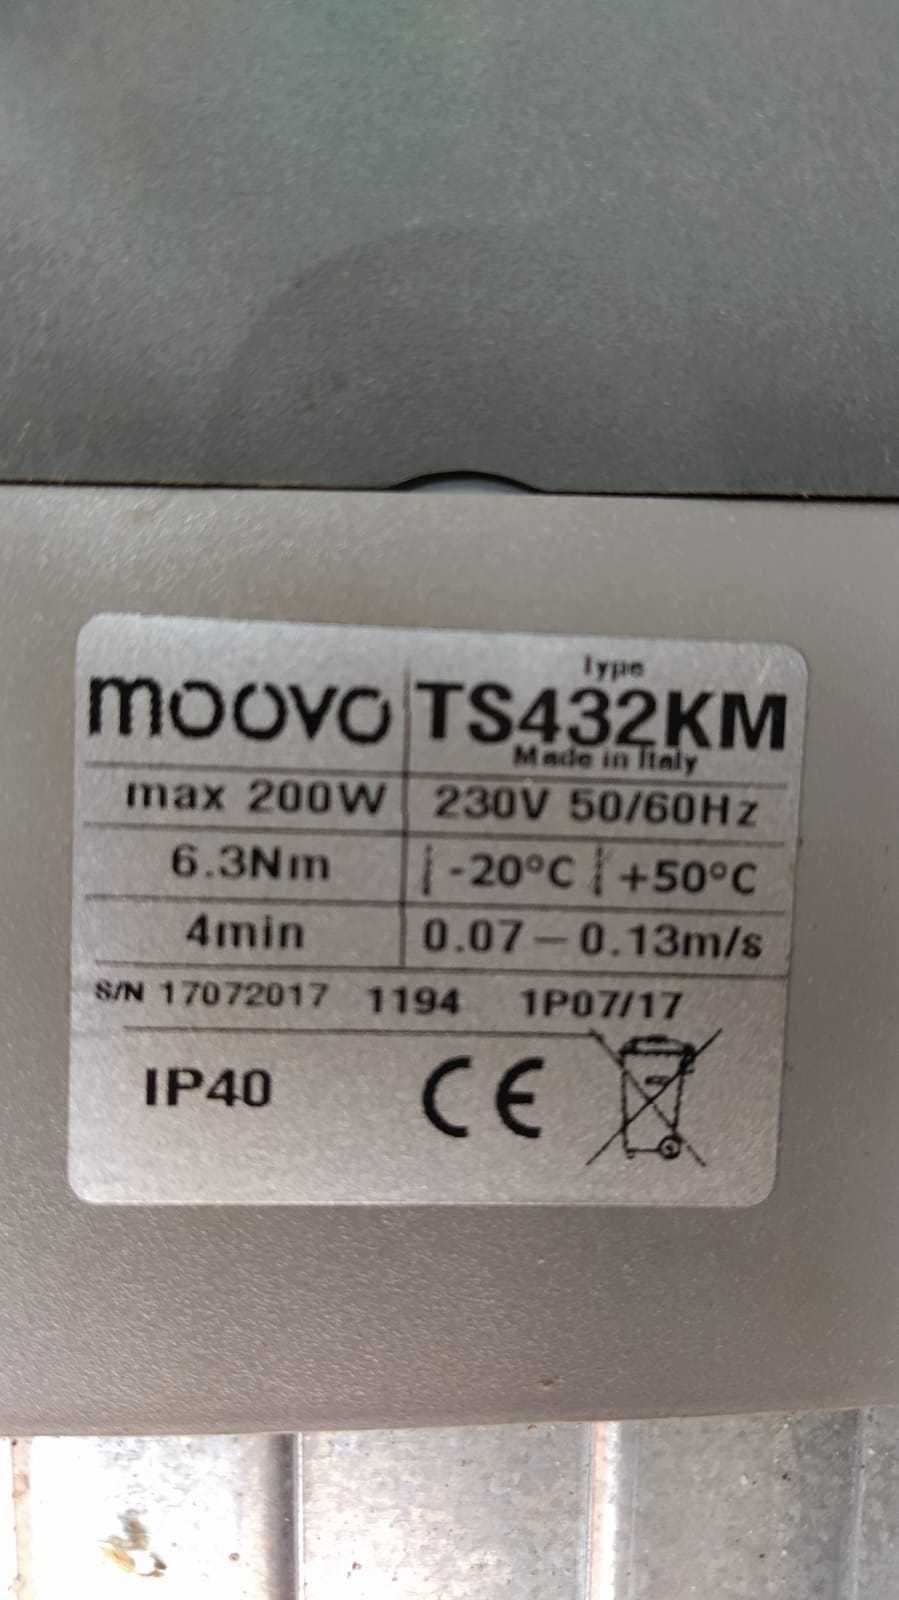 moovo
Type
TS432KM
Made in Italy
max 200W 230V 50/60Hz
6.3Nm -20°C +50°C
4min 0.07 – 0.13m/s
S/N 17072017 1194 1P07/17
IP40 CE